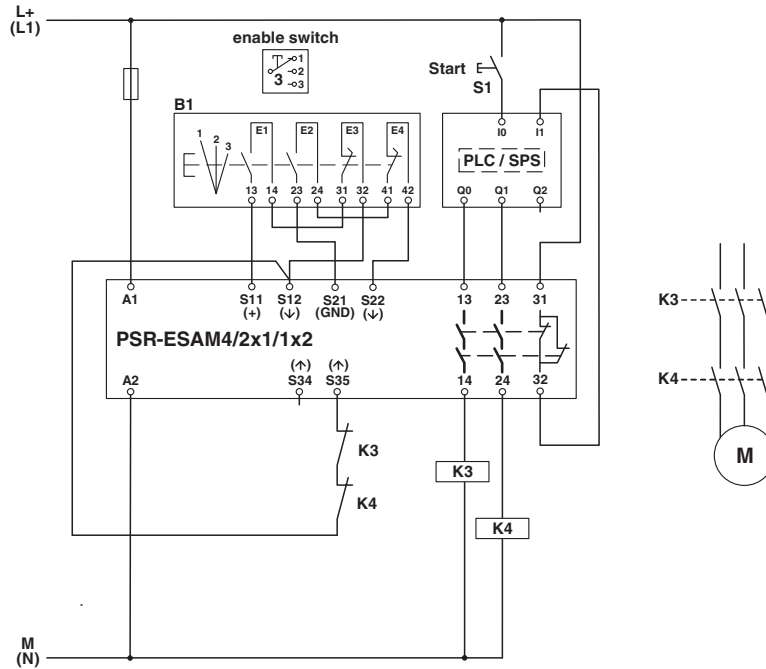 L+
(L1)
enable switch
1
2
3
3
Start
S1
B1
1
2
3
E1
E2
E3
E4
13
14
23
24
31
32
41
42
I0
I1
PLC / SPS
Q0
Q1
Q2
A1
S11
(+)
S12
(↓)
S21
(GND)
S22
(↓)
13
23
31
PSR-ESAM4/2x1/1x2
A2
(↑)
S34
(↑)
S35
14
24
32
K3
K4
K3
K4
K3
K4
M
M
(N)